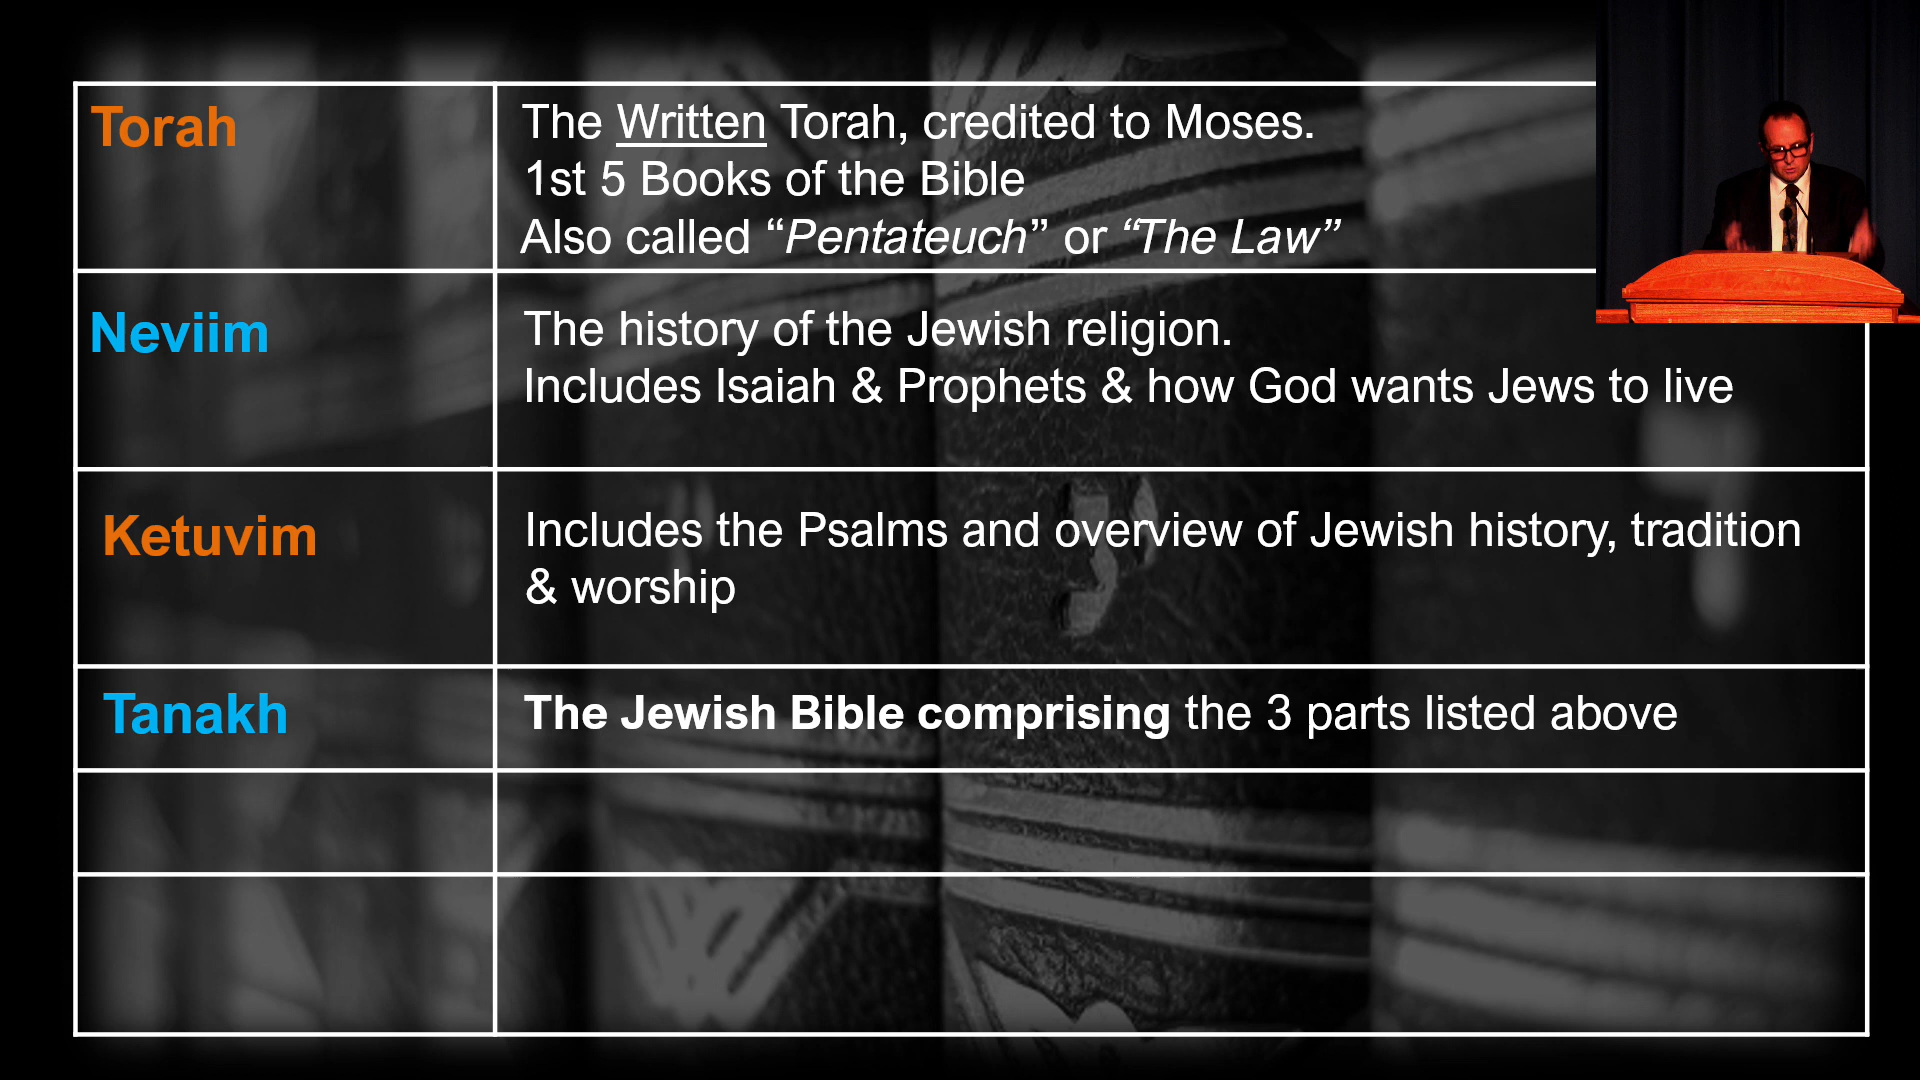 Torah
The Written Torah, credited to Moses.
1st 5 Books of the Bible
Also called “Pentateuch” or “The Law”
Neviim
The history of the Jewish religion.
Includes Isaiah & Prophets & how God wants Jews to live
Ketuvim
Includes the Psalms and overview of Jewish history, tradition
& worship
Tanakh
The Jewish Bible comprising the 3 parts listed above